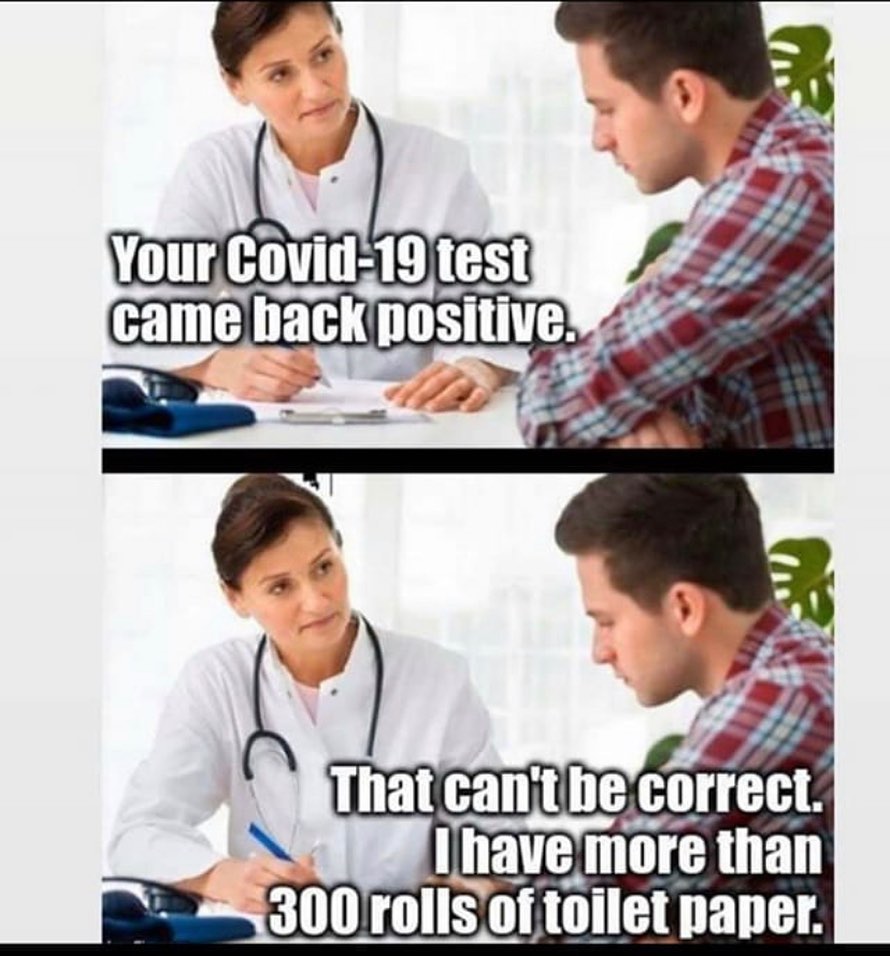 Your Covid-19 test
came back positive.
That can't be correct.
I have more than
300 rolls of toilet paper.